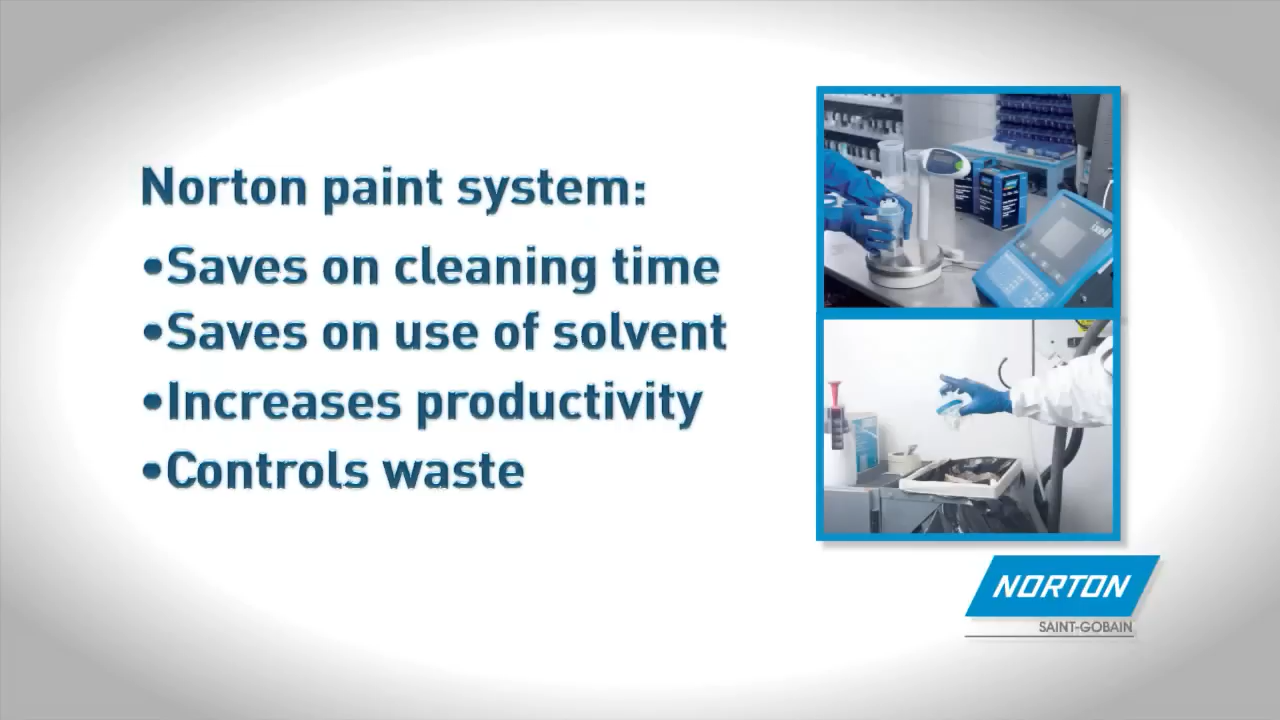 Norton paint system:
•Saves on cleaning time
•Saves on use of solvent
•Increases productivity
•Controls waste
NORTON
SAINT-GOBAIN